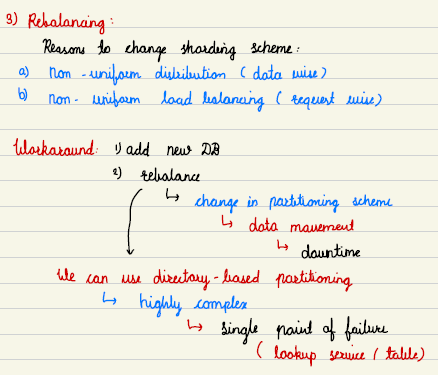 3) Rebalancing:
Reasons to change sharding scheme:
a) non-uniform distribution (data wise)
b) non-uniform load balancing (request wise)
Workaround: 1) add new DB
2) rebalance
↳ change in partitioning scheme
↳ data movement
↳ downtime
We can use directory-based partitioning
↳ highly complex
↳ single point of failure
(lookup service / table)